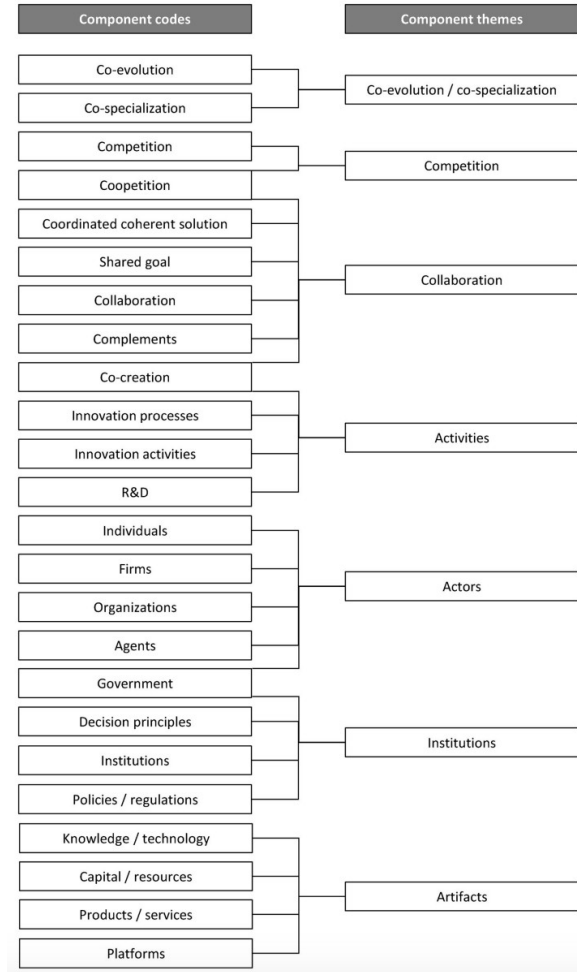 Component codes
Component themes
Co-evolution
Co-specialization
Co-evolution / co-specialization
Competition
Coopetition
Competition
Coordinated coherent solution
Shared goal
Collaboration
Complements
Co-creation
Collaboration
Innovation processes
Innovation activities
R&D
Activities
Individuals
Firms
Organizations
Agents
Government
Actors
Decision principles
Institutions
Policies / regulations
Institutions
Knowledge / technology
Capital / resources
Products / services
Platforms
Artifacts